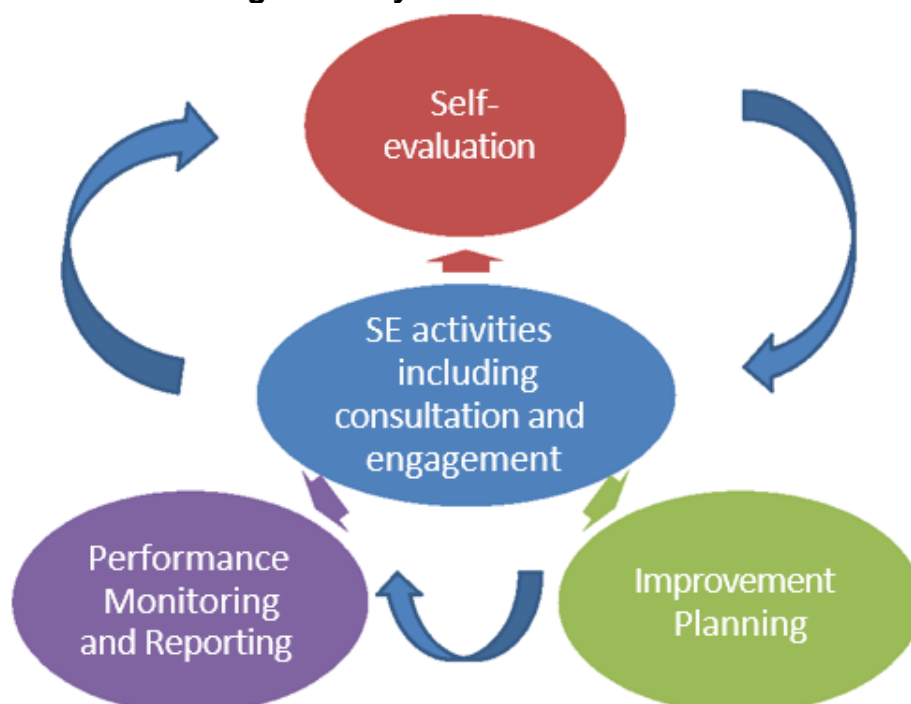 Self-
evaluation
SE activities
including
consultation and
engagement
Performance
Monitoring
and Reporting
Improvement
Planning